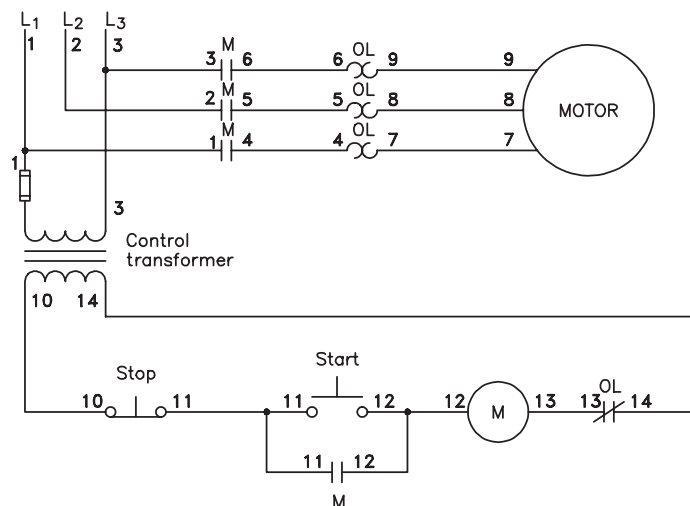 L1 L2 L3
1 2 3
M OL
3 6 6 9 9
M OL
2 5 5 8 8 MOTOR
M OL
1 4 4 7 7
1
3
Control
transformer
10 14
Stop Start OL
10 11 11 12 12 M 13 13 14
11 12
M